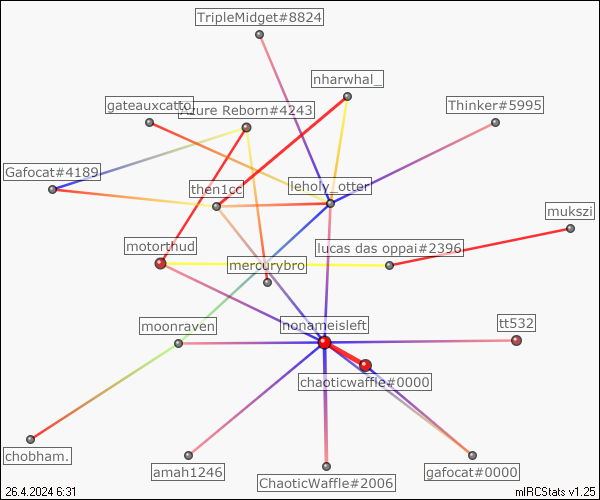 TripleMidget#8824
nharwhal_
gateauxcatto
Azure Reborn#4243
Thinker#5995
Gafocat#4189
then1cc
leholy_otter
mukszi
motorthud
lucas das oppai#2396
mercurybro
moonraven
nonameisleft
tt532
chaoticwaffle#0000
chobham.
amah1246
ChaoticWaffle#2006
gafocat#0000
26.4.2024 6:31
mIRCStats v1.25